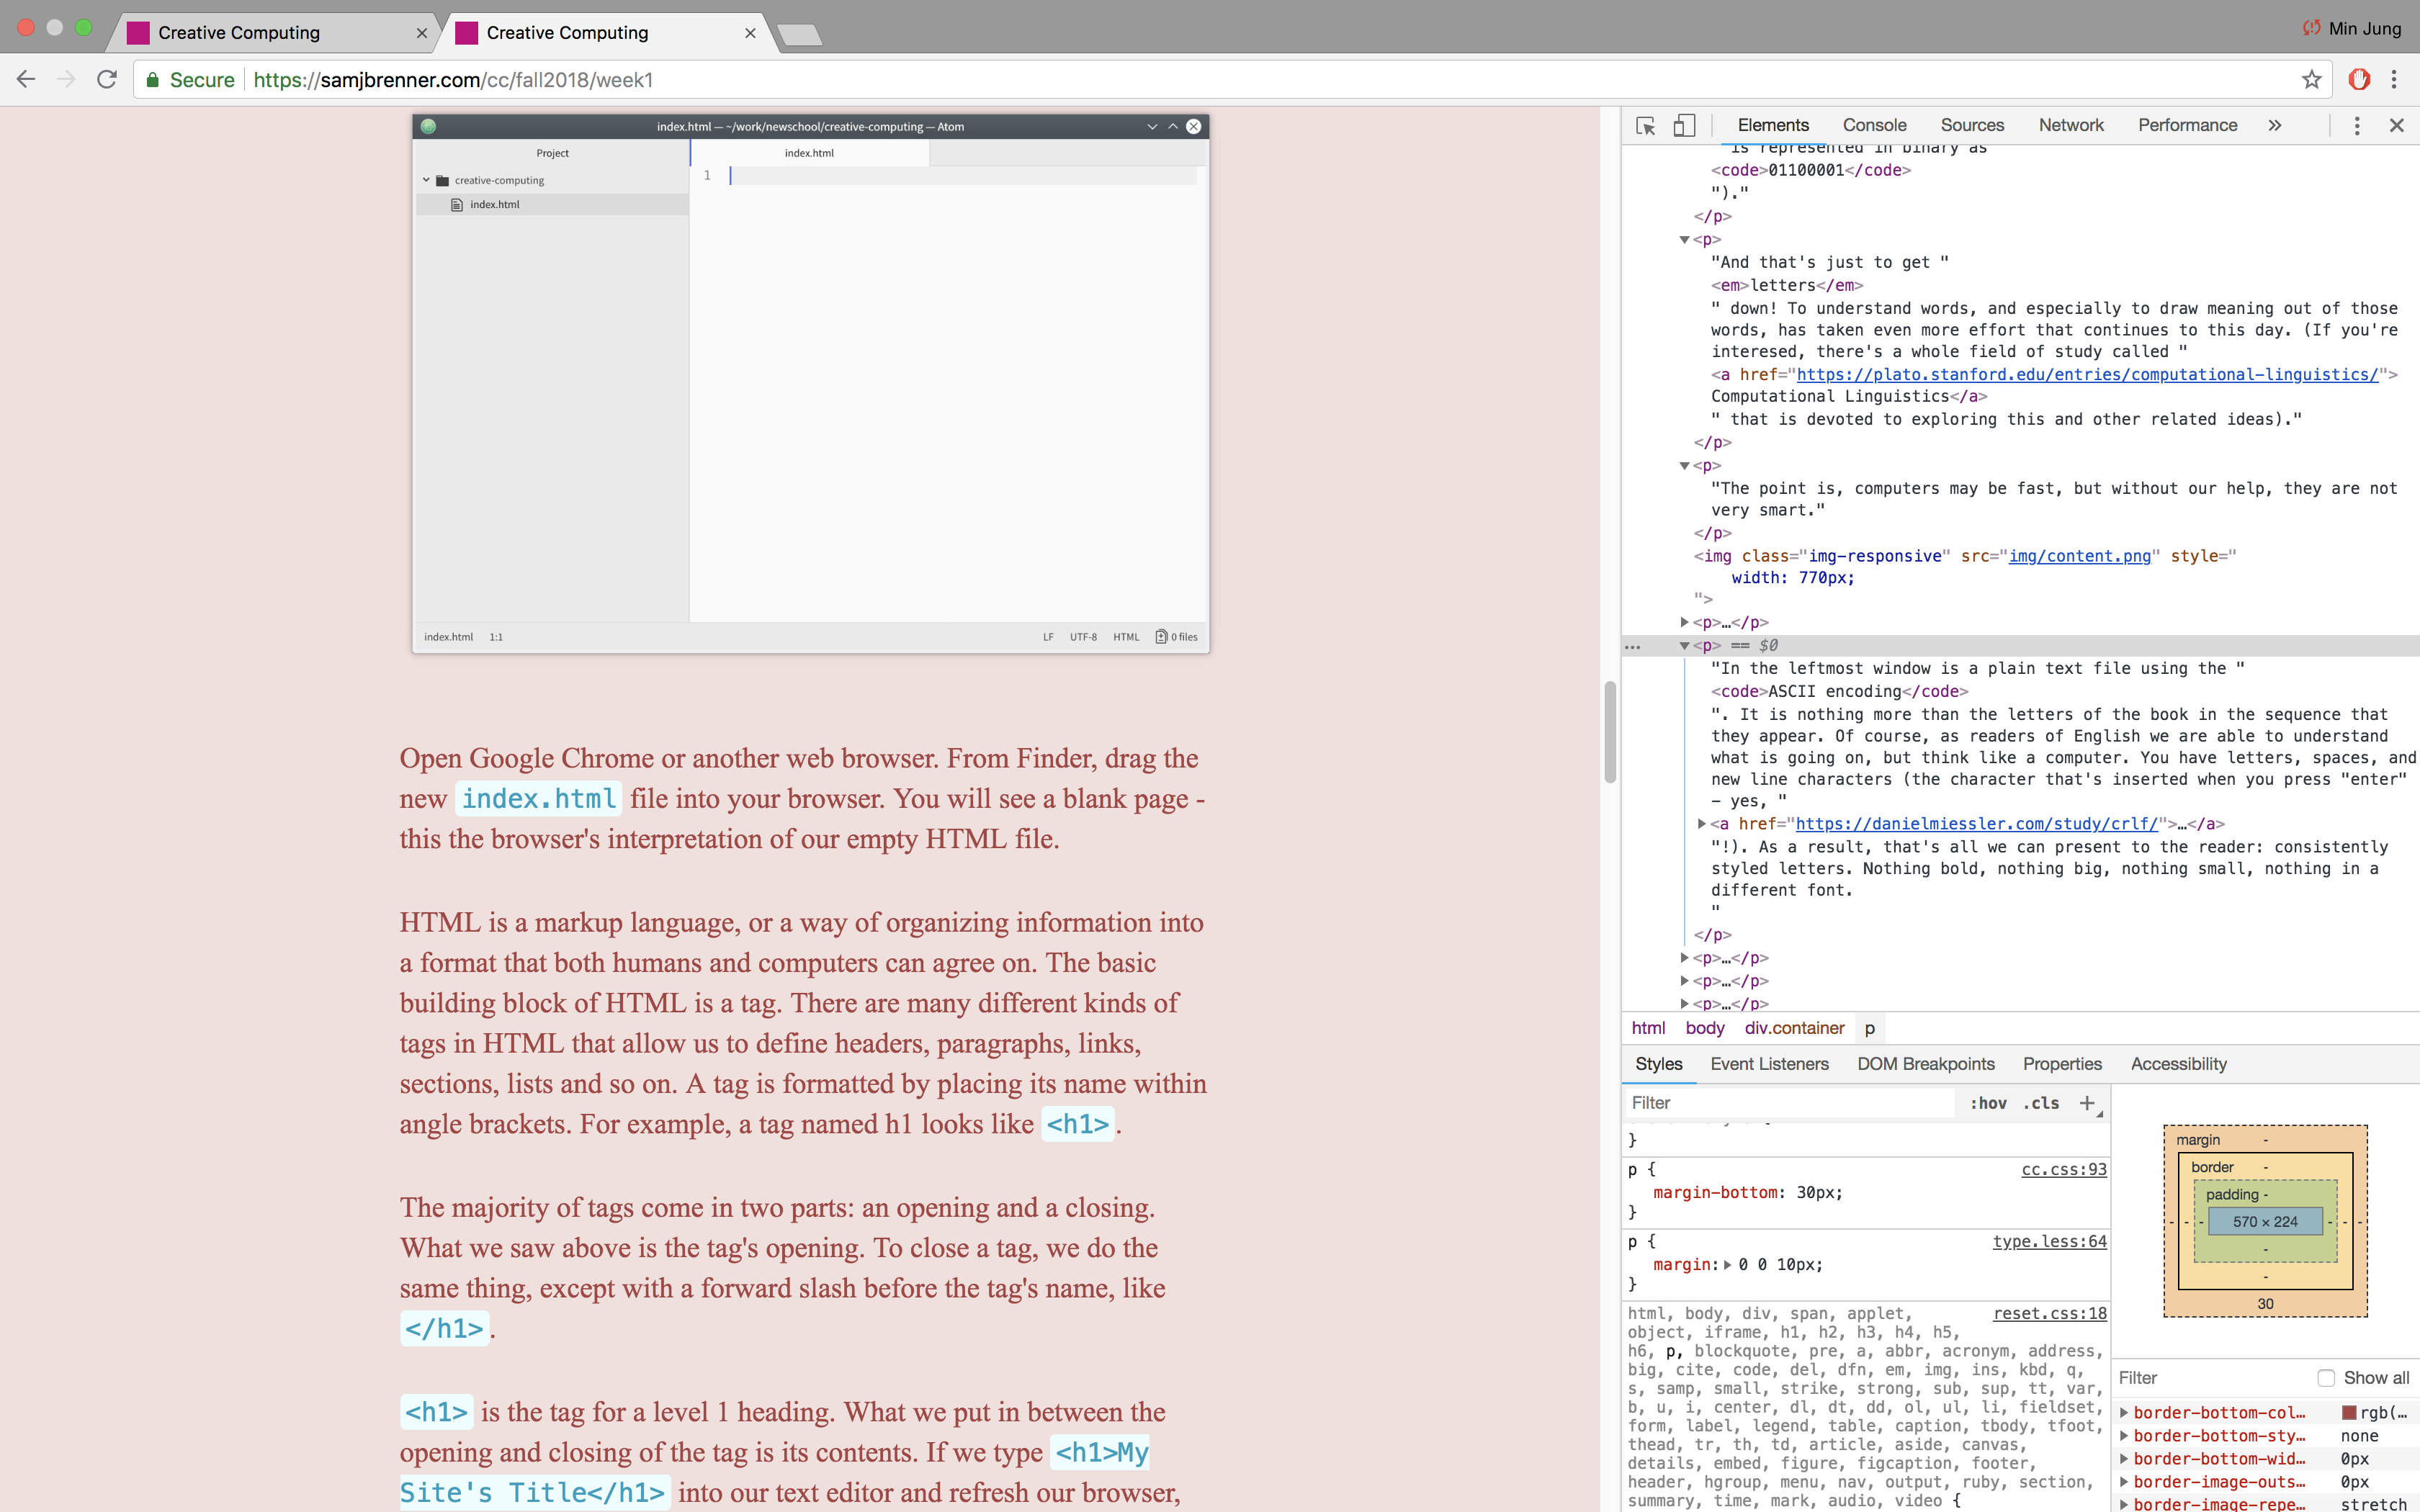 Creative Computing
Creative Computing
Min Jung
Secure https://samjbrenner.com/cc/fall2018/week1
index.html — ~/work/newschool/creative-computing — Atom
Project
index.html
creative-computing
index.html
1
index.html 1:1
LF UTF-8 HTML 0 files
Open Google Chrome or another web browser. From Finder, drag the
new index.html file into your browser. You will see a blank page -
this the browser's interpretation of our empty HTML file.
HTML is a markup language, or a way of organizing information into
a format that both humans and computers can agree on. The basic
building block of HTML is a tag. There are many different kinds of
tags in HTML that allow us to define headers, paragraphs, links,
sections, lists and so on. A tag is formatted by placing its name within
angle brackets. For example, a tag named h1 looks like <h1>.
The majority of tags come in two parts: an opening and a closing.
What we saw above is the tag's opening. To close a tag, we do the
same thing, except with a forward slash before the tag's name, like
</h1>.
<h1> is the tag for a level 1 heading. What we put in between the
opening and closing of the tag is its contents. If we type <h1>My
Site's Title</h1> into our text editor and refresh our browser,
Elements Console Sources Network Performance »
is represented in binary as
<code>01100001</code>
")."
</p>
<p>
"And that's just to get "
<em>letters</em>
" down! To understand words, and especially to draw meaning out of those
words, has taken even more effort that continues to this day. (If you're
interesed, there's a whole field of study called "
<a href="https://plato.stanford.edu/entries/computational-linguistics/">
Computational Linguistics</a>
" that is devoted to exploring this and other related ideas)."
</p>
<p>
"The point is, computers may be fast, but without our help, they are not
very smart."
</p>
<img class="img-responsive" src="img/content.png" style="
width: 770px;
">
<p>…</p>
… <p> == $0
"In the leftmost window is a plain text file using the "
<code>ASCII encoding</code>
". It is nothing more than the letters of the book in the sequence that
they appear. Of course, as readers of English we are able to understand
what is going on, but think like a computer. You have letters, spaces, and
new line characters (the character that's inserted when you press "enter"
– yes, "
<a href="https://danielmiessler.com/study/crlf/">…</a>
"!). As a result, that's all we can present to the reader: consistently
styled letters. Nothing bold, nothing big, nothing small, nothing in a
different font.
"
</p>
<p>…</p>
<p>…</p>
<p>…</p>
html body div.container p
Styles Event Listeners DOM Breakpoints Properties Accessibility
Filter :hov .cls +
}
p { cc.css:93
margin-bottom: 30px;
}
p { type.less:64
margin: 0 0 10px;
}
html, body, div, span, applet, reset.css:18
object, iframe, h1, h2, h3, h4, h5,
h6, p, blockquote, pre, a, abbr, acronym, address,
big, cite, code, del, dfn, em, img, ins, kbd, q,
s, samp, small, strike, strong, sub, sup, tt, var,
b, u, i, center, dl, dt, dd, ol, ul, li, fieldset,
form, label, legend, table, caption, tbody, tfoot,
thead, tr, th, td, article, aside, canvas,
details, embed, figure, figcaption, footer,
header, hgroup, menu, nav, output, ruby, section,
summary, time, mark, audio, video {
margin -
border -
padding -
- - - 570 × 224 - - -
-
-
30
Filter Show all
border-bottom-col… rgb(…
border-bottom-sty… none
border-bottom-wid… 0px
border-image-outs… 0px
border-image-repe… stretch